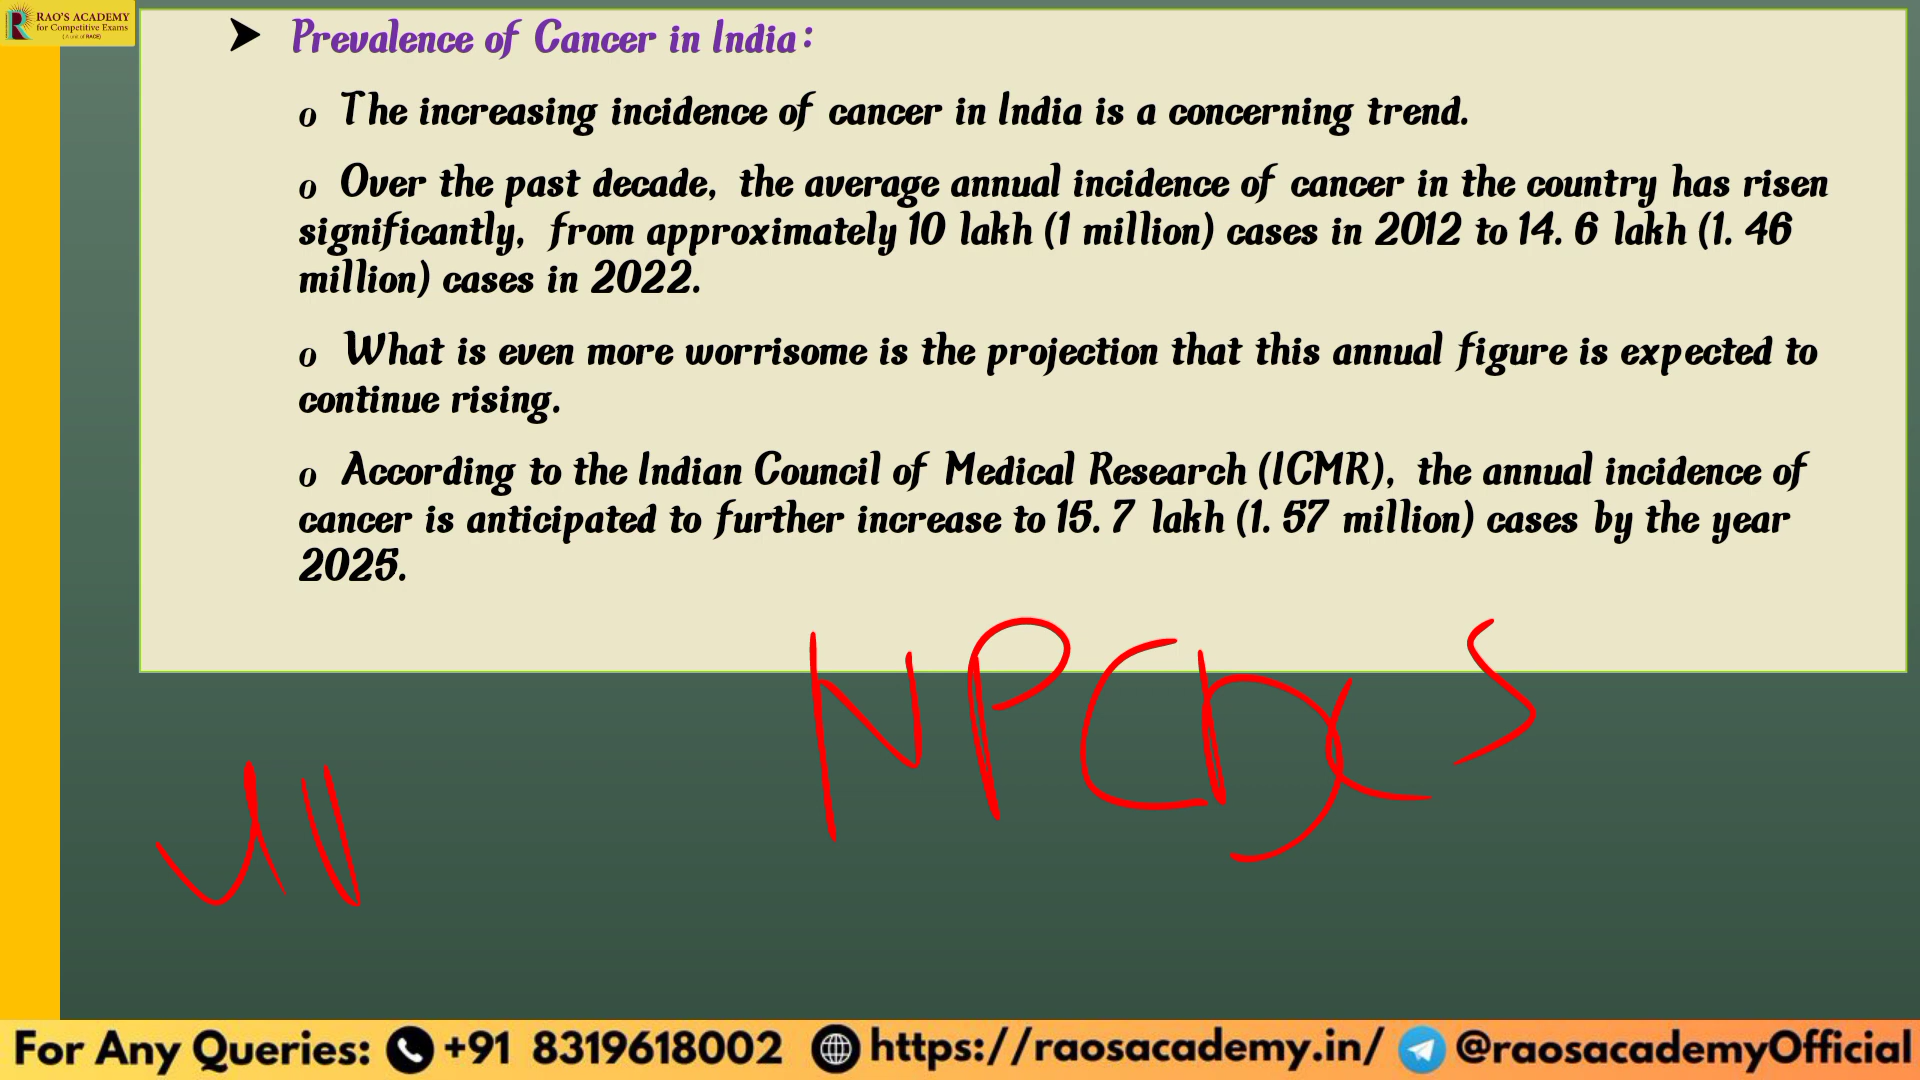 RAO'S ACADEMY
for Competitive Exams
(A unit of RACE)
➤ Prevalence of Cancer in India:
o The increasing incidence of cancer in India is a concerning trend.
o Over the past decade, the average annual incidence of cancer in the country has risen
significantly, from approximately 10 lakh (1 million) cases in 2012 to 14. 6 lakh (1. 46
million) cases in 2022.
o What is even more worrisome is the projection that this annual figure is expected to
continue rising.
o According to the Indian Council of Medical Research (ICMR), the annual incidence of
cancer is anticipated to further increase to 15. 7 lakh (1. 57 million) cases by the year
2025.
NPCDCS
For Any Queries: +91 8319618002 https://raosacademy.in/ @raosacademyOfficial